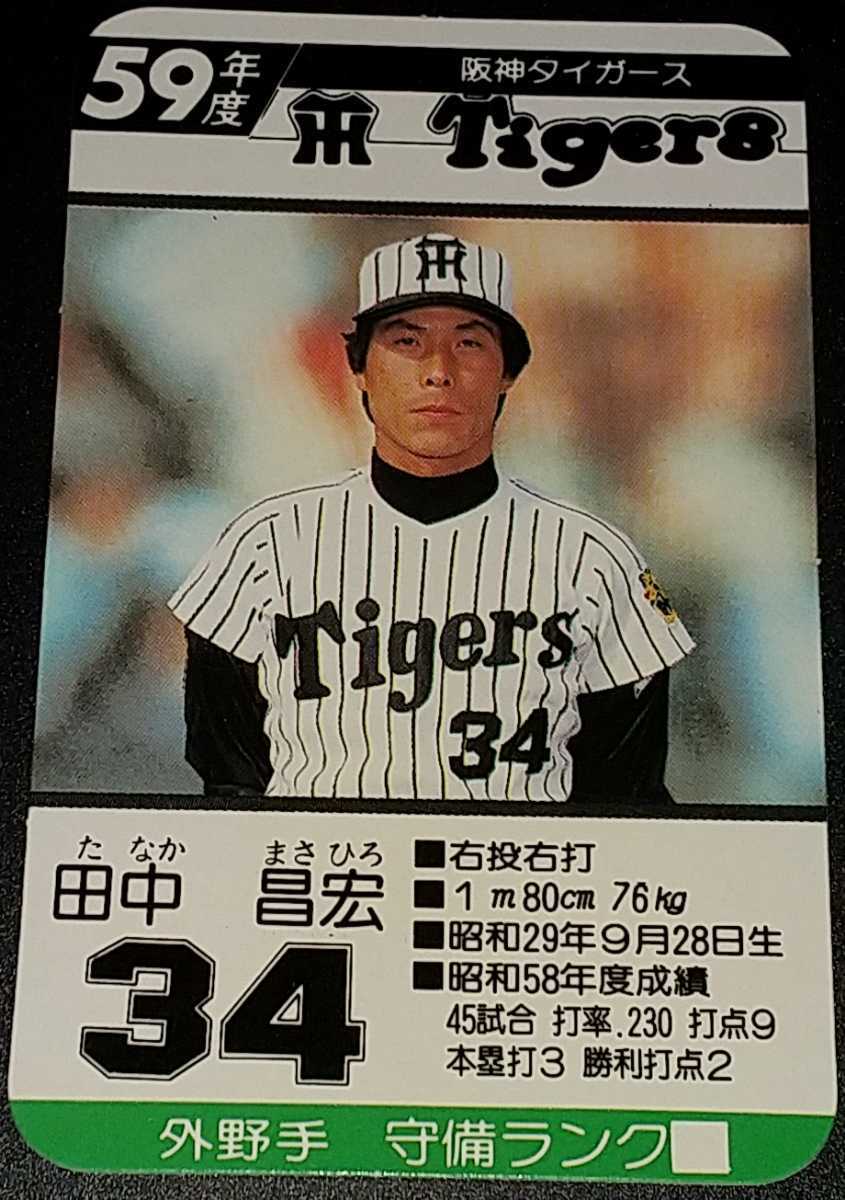 59年度
阪神タイガース
TH Tigers
TH
Tigers
34
たなか まさひろ
田中 昌宏
34
■右投右打
■1m80cm 76kg
■昭和29年9月28日生
■昭和58年度成績
45試合 打率.230 打点9
本塁打3 勝利打点2
外野手 守備ランク